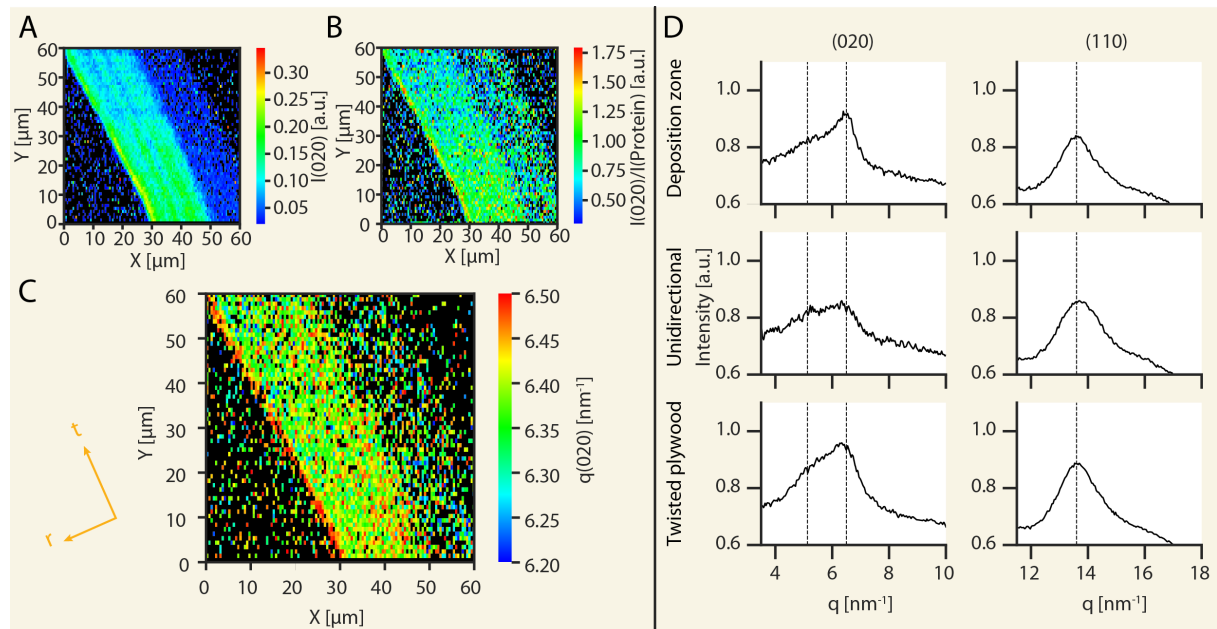 A
60
50
40
30
20
10
0
Y [µm]
0 10 20 30 40 50 60
X [µm]
0.30
0.25
0.20
0.15
0.10
0.05
I(020) [a.u.]
B
60
50
40
30
20
10
0
Y [µm]
0 10 20 30 40 50 60
X [µm]
1.75
1.50
1.25
1.00
0.75
0.50
I(020)/I(Protein) [a.u.]
C
60
50
40
30
20
10
0
Y [µm]
0 10 20 30 40 50 60
X [µm]
6.50
6.45
6.40
6.35
6.30
6.25
6.20
q(020) [nm⁻¹]
t
r
D
(020) (110)
Deposition zone
1.0
0.8
0.6
1.0
0.8
0.6
Unidirectional
Intensity [a.u.]
1.0
0.8
0.6
1.0
0.8
0.6
Twisted plywood
1.0
0.8
0.6
1.0
0.8
0.6
4 6 8 10
12 14 16 18
q [nm⁻¹] q [nm⁻¹]